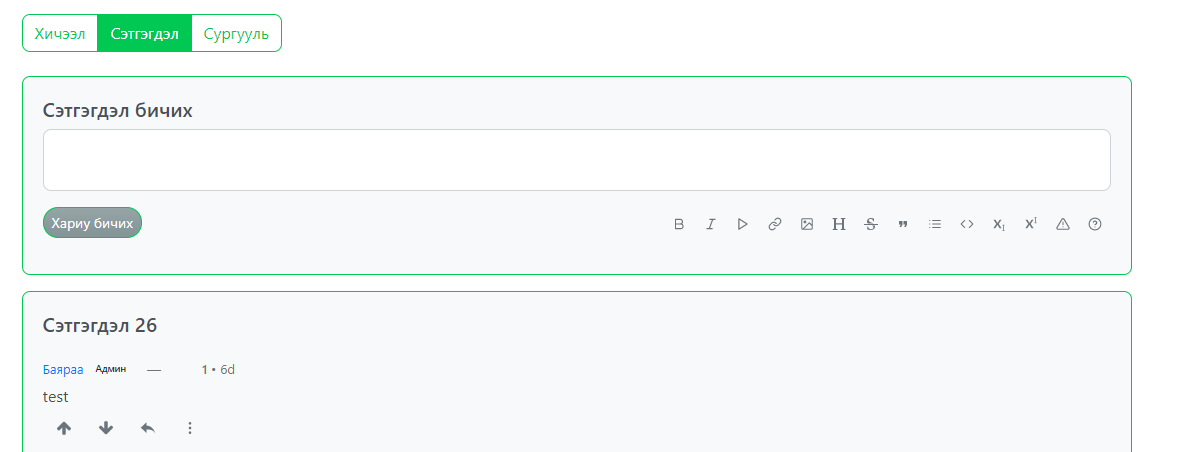 Хичээл Сэтгэгдэл Сургууль
Сэтгэгдэл бичих
Хариу бичих
Сэтгэгдэл 26
Баяраа Админ — 1 • 6d
test